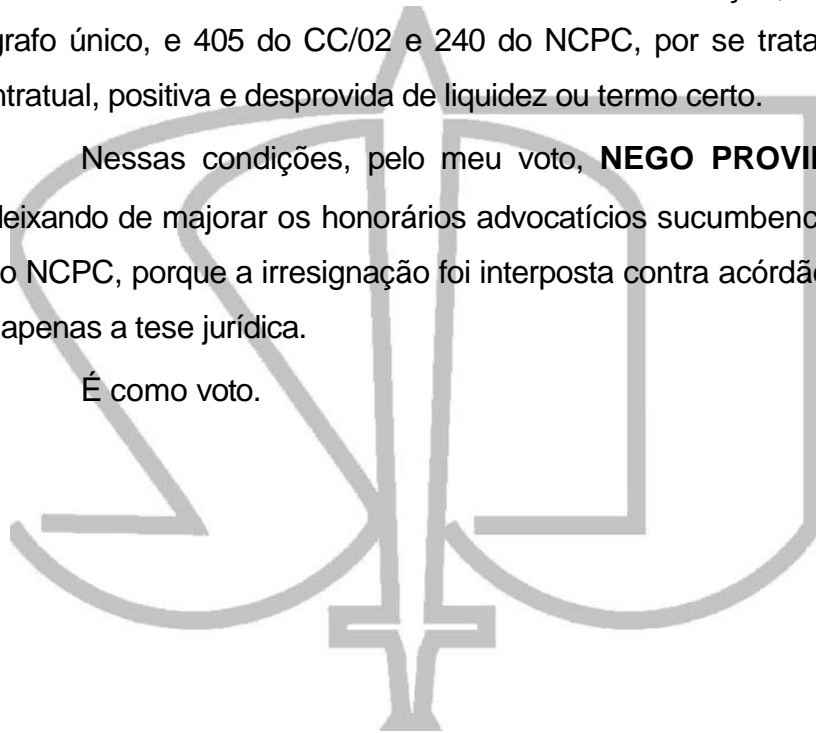 grafo único, e 405 do CC/02 e 240 do NCPC, por se trata
ntratual, positiva e desprovida de liquidez ou termo certo.
Nessas condições, pelo meu voto, NEGO PROVI
deixando de majorar os honorários advocatícios sucumbenc
o NCPC, porque a irresignação foi interposta contra acórdão
apenas a tese jurídica.
É como voto.